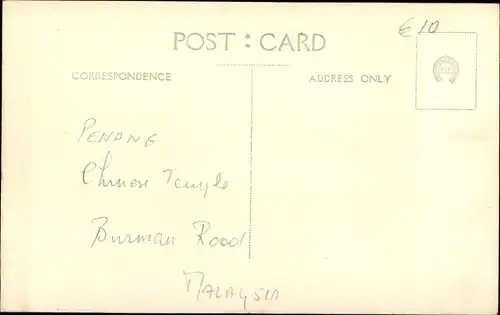 €10
POST : CARD
CORRESPONDENCE
ADDRESS ONLY
PENANG
Chinese Temple
Burman Road
MALAYSIA